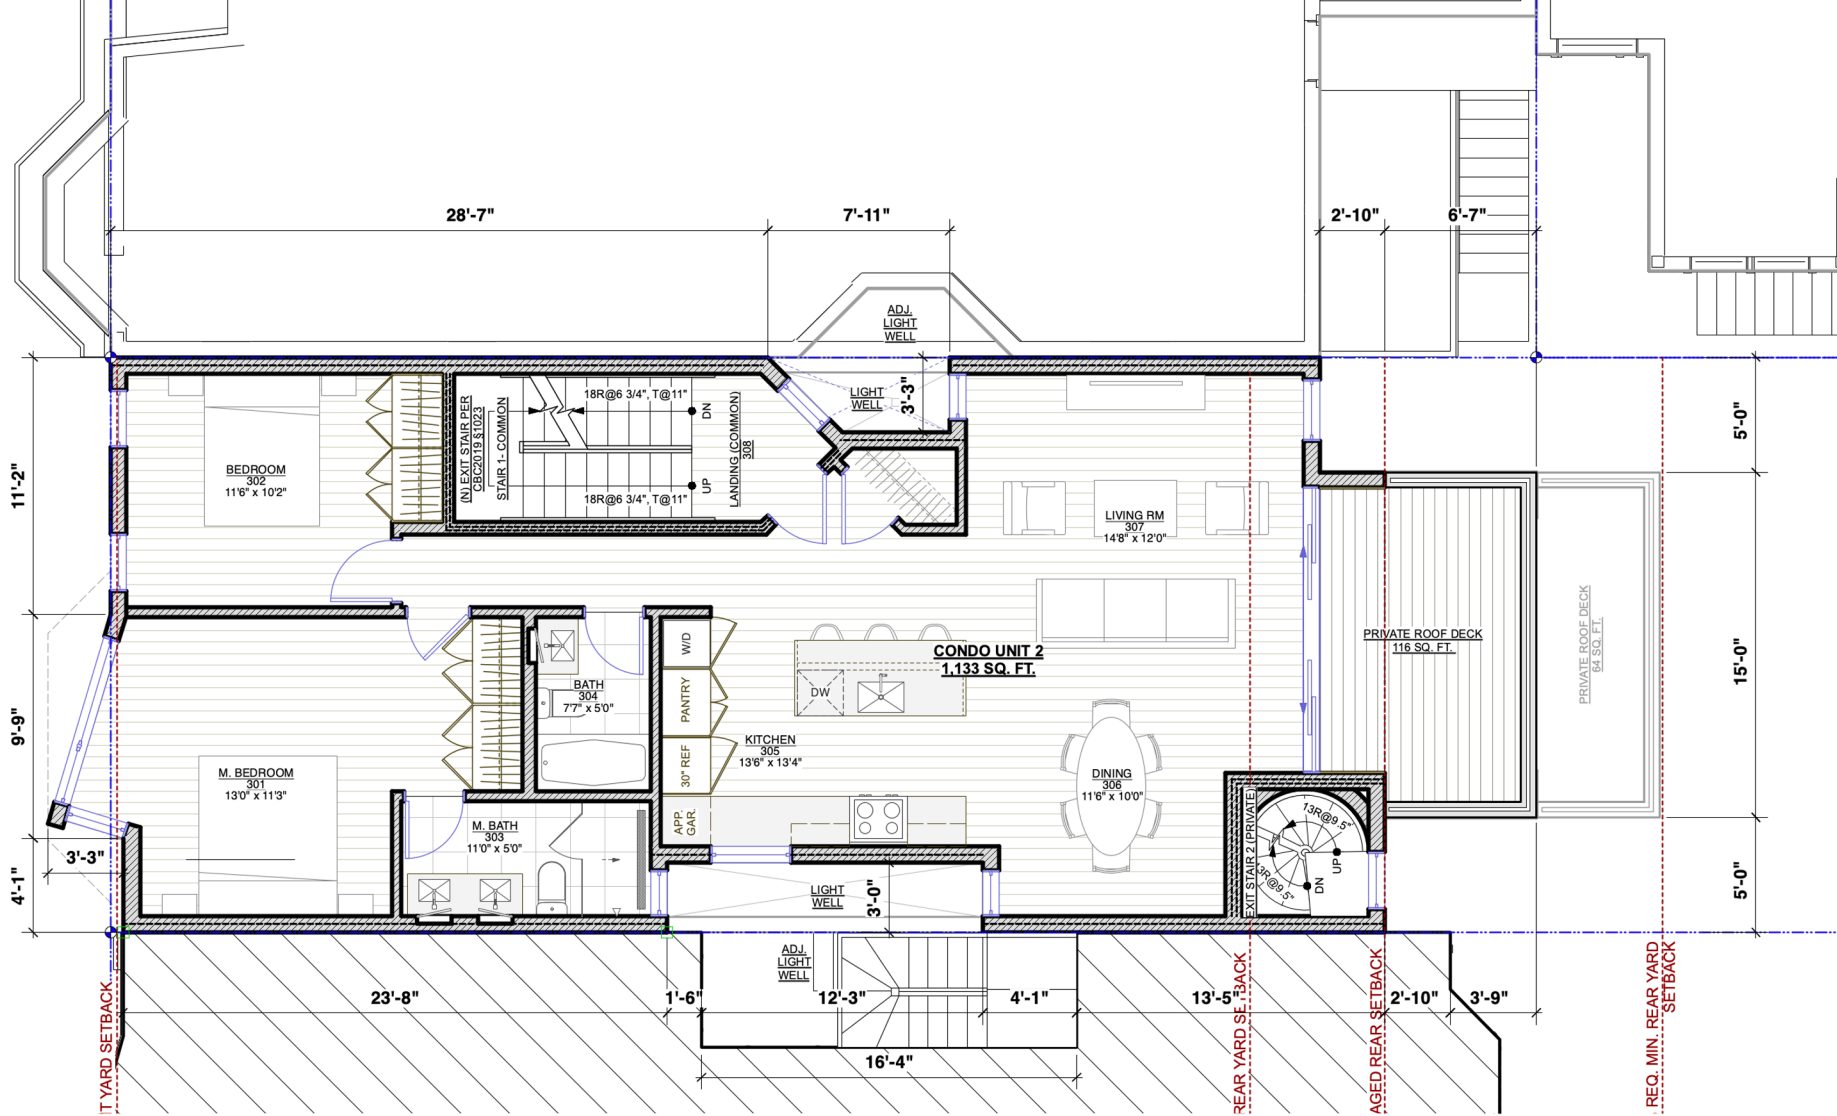 28'-7"
7'-11"
2'-10"
6'-7"
ADJ.
LIGHT
WELL
LIGHT
WELL
3'-3"
5'-0"
11'-2"
BEDROOM
302
11'6" x 10'2"
(N) EXIT STAIR PER
CBC2019 §1023
STAIR 1- COMMON
18R@6 3/4", T@11"
DN
18R@6 3/4", T@11"
UP
LANDING (COMMON)
308
LIVING RM
307
14'8" x 12'0"
PRIVATE ROOF DECK
116 SQ. FT.
PRIVATE ROOF DECK
64 SQ. FT.
15'-0"
CONDO UNIT 2
1,133 SQ. FT.
W/D
PANTRY
30" REF
APP.
GAR.
DW
BATH
304
7'7" x 5'0"
KITCHEN
305
13'6" x 13'4"
9'-9"
M. BEDROOM
301
13'0" x 11'3"
DINING
306
11'6" x 10'0"
M. BATH
303
11'0" x 5'0"
EXIT STAIR 2 (PRIVATE)
13R@9.5"
UP
13R@9.5"
DN
3'-3"
4'-1"
LIGHT
WELL
3'-0"
5'-0"
ADJ.
LIGHT
WELL
23'-8"
1'-6"
12'-3"
4'-1"
13'-5"
2'-10"
3'-9"
16'-4"
YARD SETBACK
REAR YARD SETBACK
AGED REAR SETBACK
REQ. MIN. REAR YARD
SETBACK